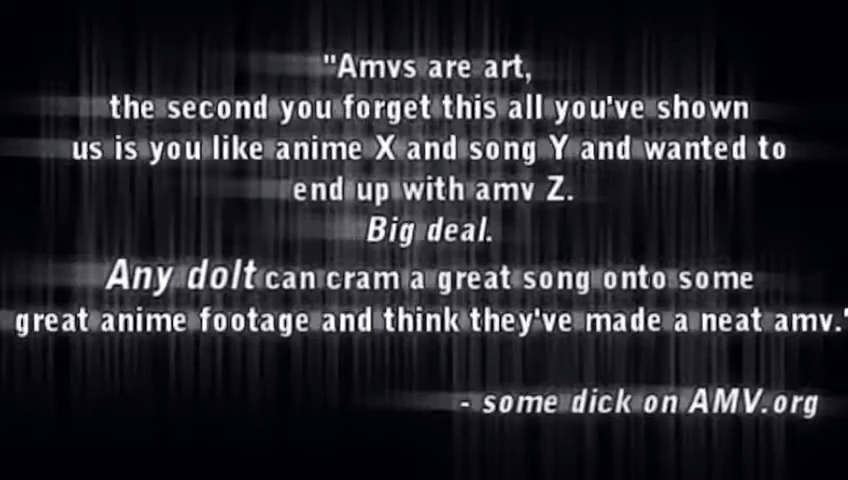 "Amvs are art,
the second you forget this all you've shown
us is you like anime X and song Y and wanted to
end up with amv Z.
Big deal.
Any dolt can cram a great song onto some
great anime footage and think they've made a neat amv."
- some dick on AMV.org